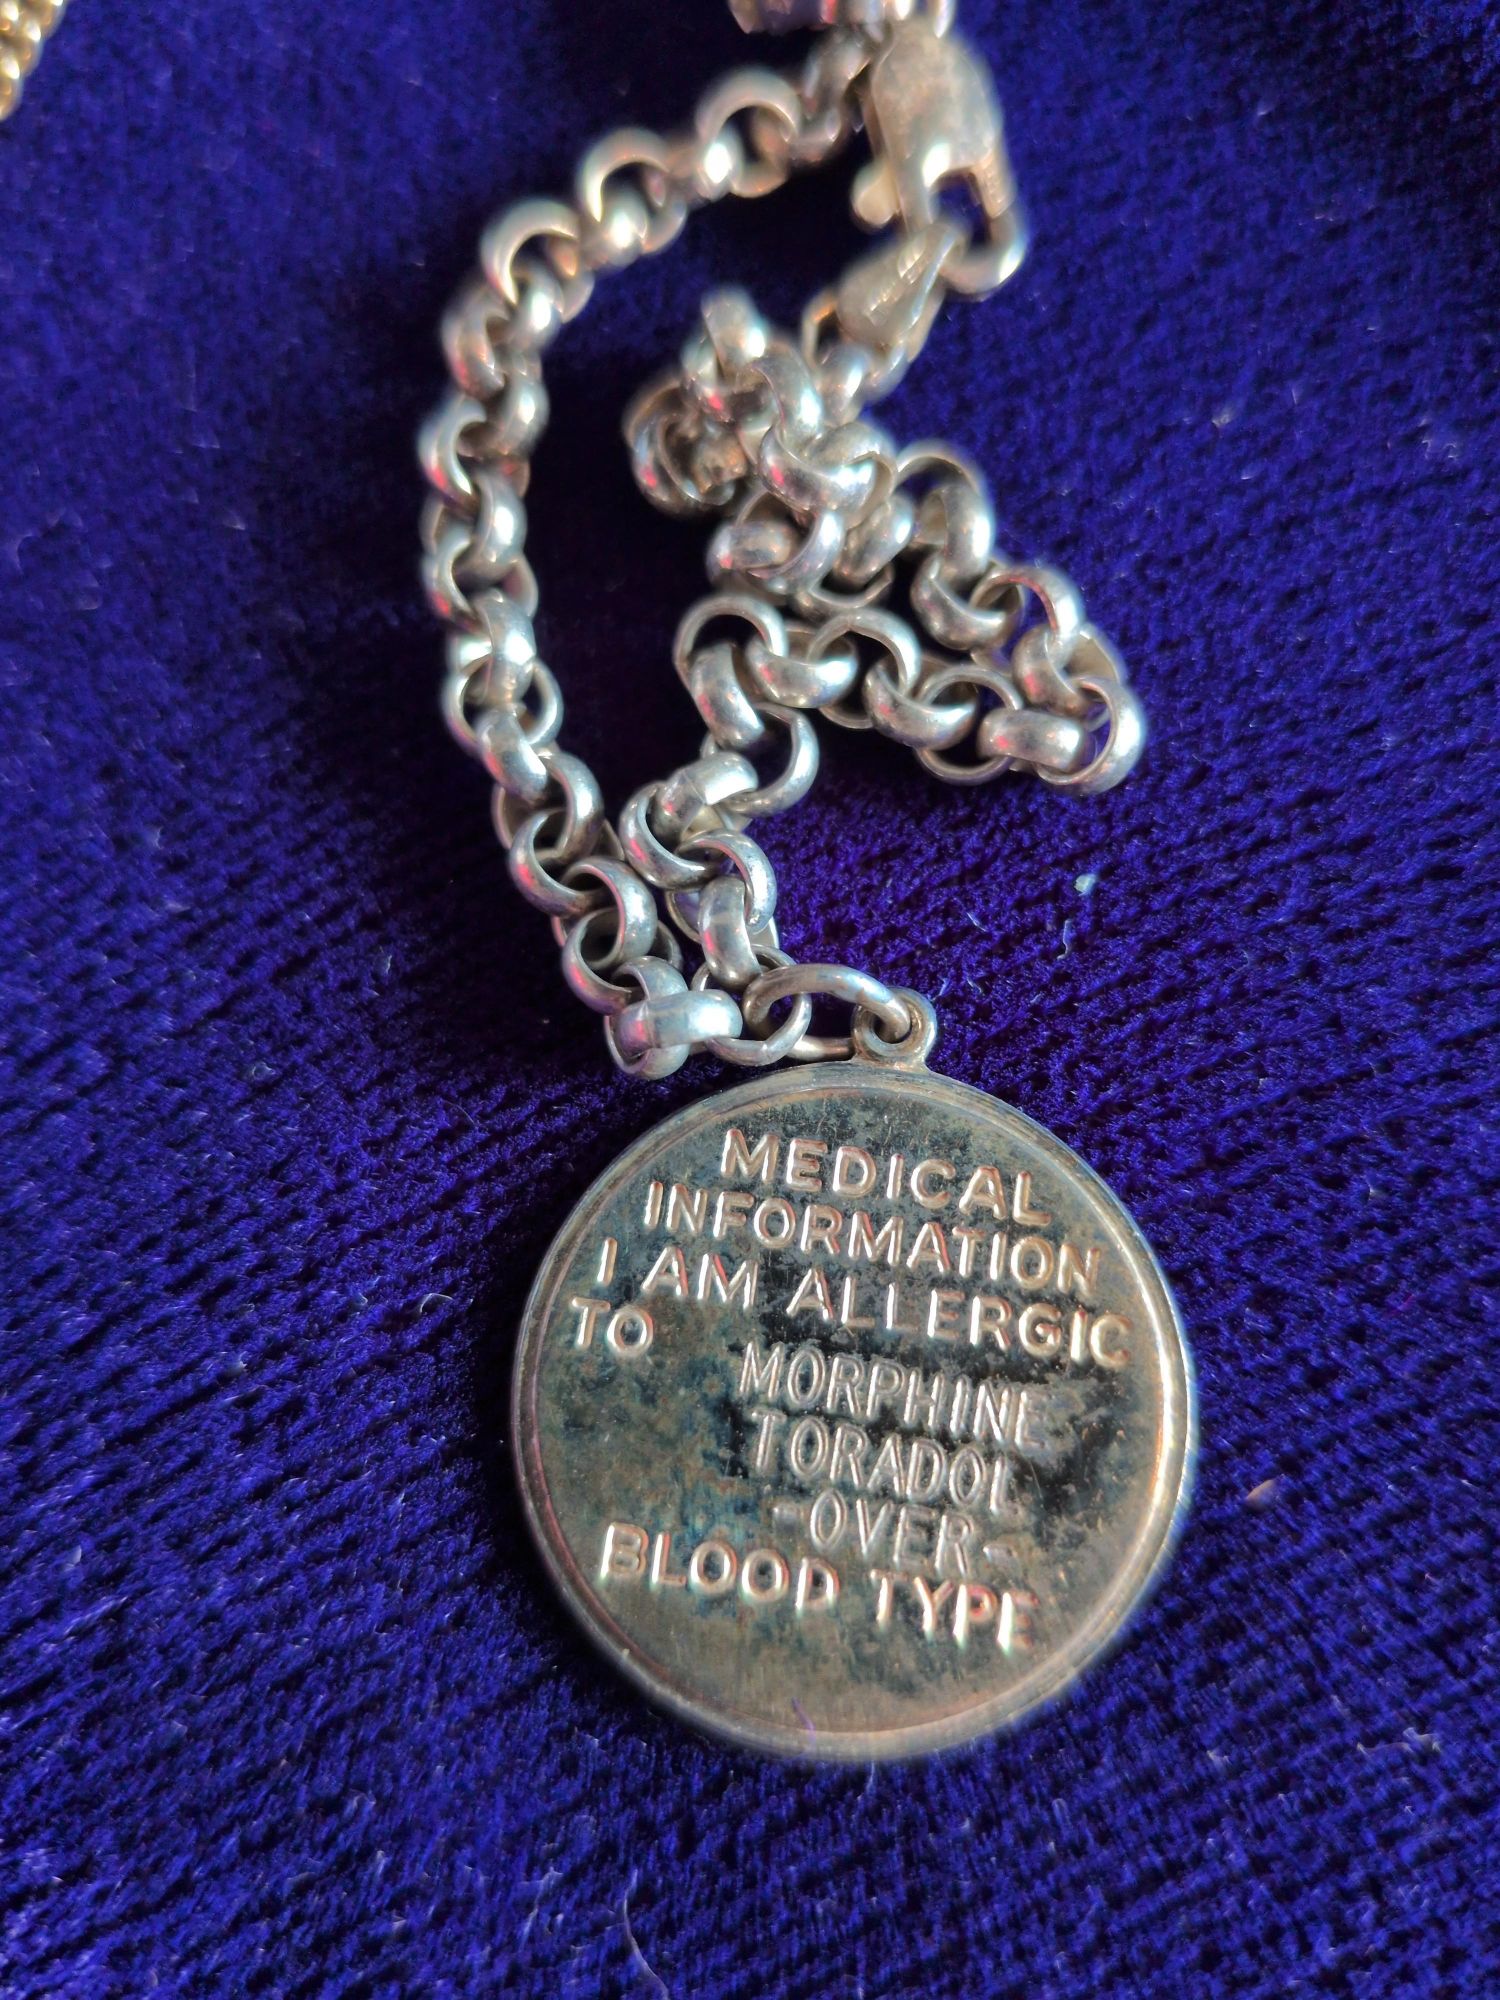 MEDICAL
INFORMATION
I AM ALLERGIC
TO
MORPHINE
TORADOL
-OVER-
BLOOD TYPE